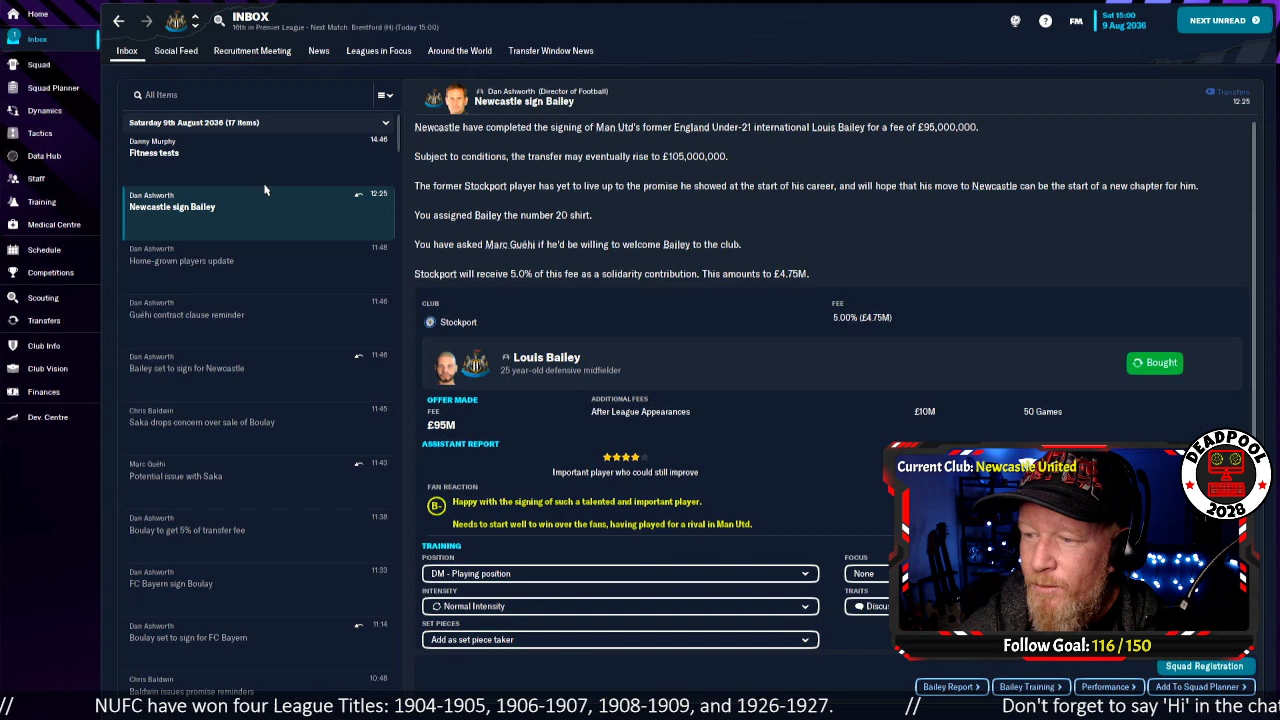 Home
INBOX
16th in Premier League - Next Match: Brentford (H) (Today 15:00)
FM
Sat 15:00
9 Aug 2036
NEXT UNREAD
1
Inbox
Squad
Squad Planner
Dynamics
Tactics
Data Hub
Staff
Training
Medical Centre
Schedule
Competitions
Scouting
Transfers
Club Info
Club Vision
Finances
Dev. Centre
Inbox
Social Feed
Recruitment Meeting
News
Leagues in Focus
Around the World
Transfer Window News
All Items
Saturday 9th August 2036 (17 items)
Danny Murphy
14:46
Fitness tests
Dan Ashworth
12:25
Newcastle sign Bailey
Dan Ashworth
11:48
Home-grown players update
Dan Ashworth
11:46
Guéhi contract clause reminder
Dan Ashworth
11:46
Bailey set to sign for Newcastle
Chris Baldwin
11:45
Saka drops concern over sale of Boulay
Marc Guéhi
11:43
Potential issue with Saka
Dan Ashworth
11:38
Boulay to get 5% of transfer fee
Dan Ashworth
11:33
FC Bayern sign Boulay
Dan Ashworth
11:14
Boulay set to sign for FC Bayern
Chris Baldwin
10:48
Baldwin issues promise reminders
Dan Ashworth (Director of Football)
Newcastle sign Bailey
Transfers
12:25
Newcastle have completed the signing of Man Utd's former England Under-21 international Louis Bailey for a fee of £95,000,000.
Subject to conditions, the transfer may eventually rise to £105,000,000.
The former Stockport player has yet to live up to the promise he showed at the start of his career, and will hope that his move to Newcastle can be the start of a new chapter for him.
You assigned Bailey the number 20 shirt.
You have asked Marc Guéhi if he'd be willing to welcome Bailey to the club.
Stockport will receive 5.0% of this fee as a solidarity contribution. This amounts to £4.75M.
CLUB
FEE
Stockport
5.00% (£4.75M)
Louis Bailey
25 year-old defensive midfielder
Bought
OFFER MADE
FEE
£95M
ADDITIONAL FEES
After League Appearances
£10M
50 Games
ASSISTANT REPORT
Important player who could still improve
FAN REACTION
B-
Happy with the signing of such a talented and important player.
Needs to start well to win over the fans, having played for a rival in Man Utd.
TRAINING
POSITION
DM - Playing position
FOCUS
None
INTENSITY
Normal Intensity
TRAITS
Discu
SET PIECES
Add as set piece taker
Current Club: Newcastle United
DEADPOOL
2028
Follow Goal: 116 / 150
Squad Registration
Bailey Report
Bailey Training
Performance
Add To Squad Planner
// NUFC have won four League Titles: 1904-1905, 1906-1907, 1908-1909, and 1926-1927. // Don't forget to say 'Hi' in the cha